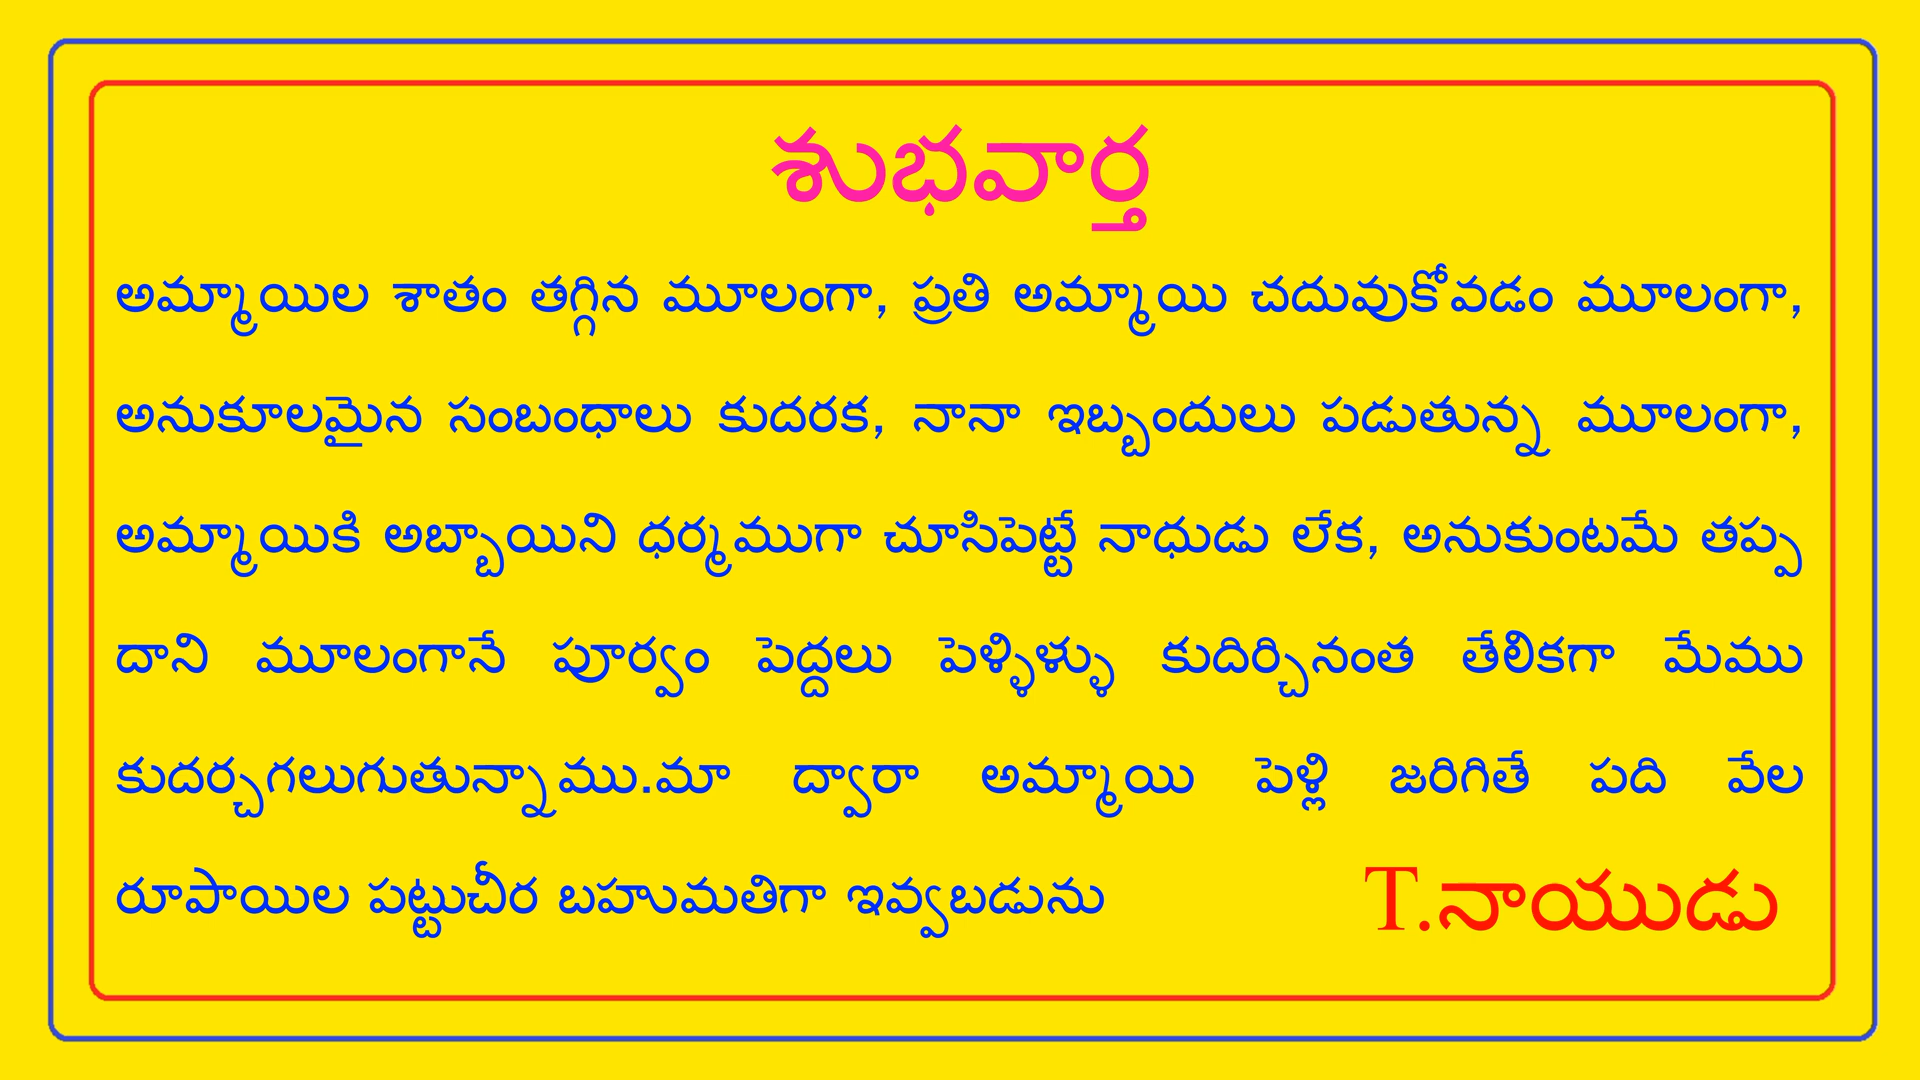 శుభవార్త
అమ్మాయిల శాతం తగ్గిన మూలంగా, ప్రతి అమ్మాయి చదువుకోవడం మూలంగా,
అనుకూలమైన సంబంధాలు కుదరక, నానా ఇబ్బందులు పడుతున్న మూలంగా,
అమ్మాయికి అబ్బాయిని ధర్మముగా చూసిపెట్టే నాధుడు లేక, అనుకుంటమే తప్ప
దాని మూలంగానే పూర్వం పెద్దలు పెళ్ళిళ్ళు కుదిర్చినంత తేలికగా మేము
కుదర్చగలుగుతున్నాము.మా ద్వారా అమ్మాయి పెళ్లి జరిగితే పది వేల
రూపాయిల పట్టుచీర బహుమతిగా ఇవ్వబడును T.నాయుడు